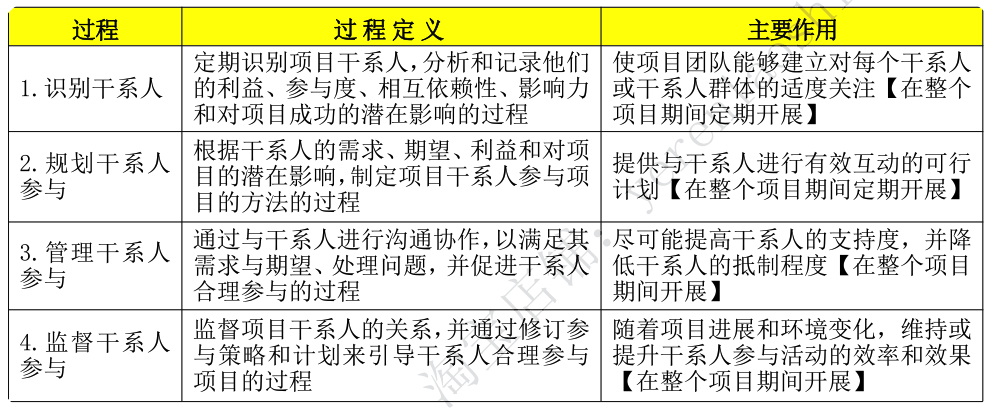 过程
过程定义
主要作用
1.识别干系人
定期识别项目干系人,分析和记录他们
的利益、参与度、相互依赖性、影响力
和对项目成功的潜在影响的过程
使项目团队能够建立对每个干系人
或干系人群体的适度关注【在整个
项目期间定期开展】
2.规划干系人
参与
根据干系人的需求、期望、利益和对项
目的潜在影响,制定项目干系人参与项
目的方法的过程
提供与干系人进行有效互动的可行
计划【在整个项目期间定期开展】
3.管理干系人
参与
通过与干系人进行沟通协作,以满足其
需求与期望、处理问题,并促进干系人
合理参与的过程
尽可能提高干系人的支持度，并降
低干系人的抵制程度【在整个项目
期间开展】
4.监督干系人
参与
监督项目干系人的关系,并通过修订参
与策略和计划来引导干系人合理参与
项目的过程
随着项目进展和环境变化，维持或
提升干系人参与活动的效率和效果
【在整个项目期间开展】